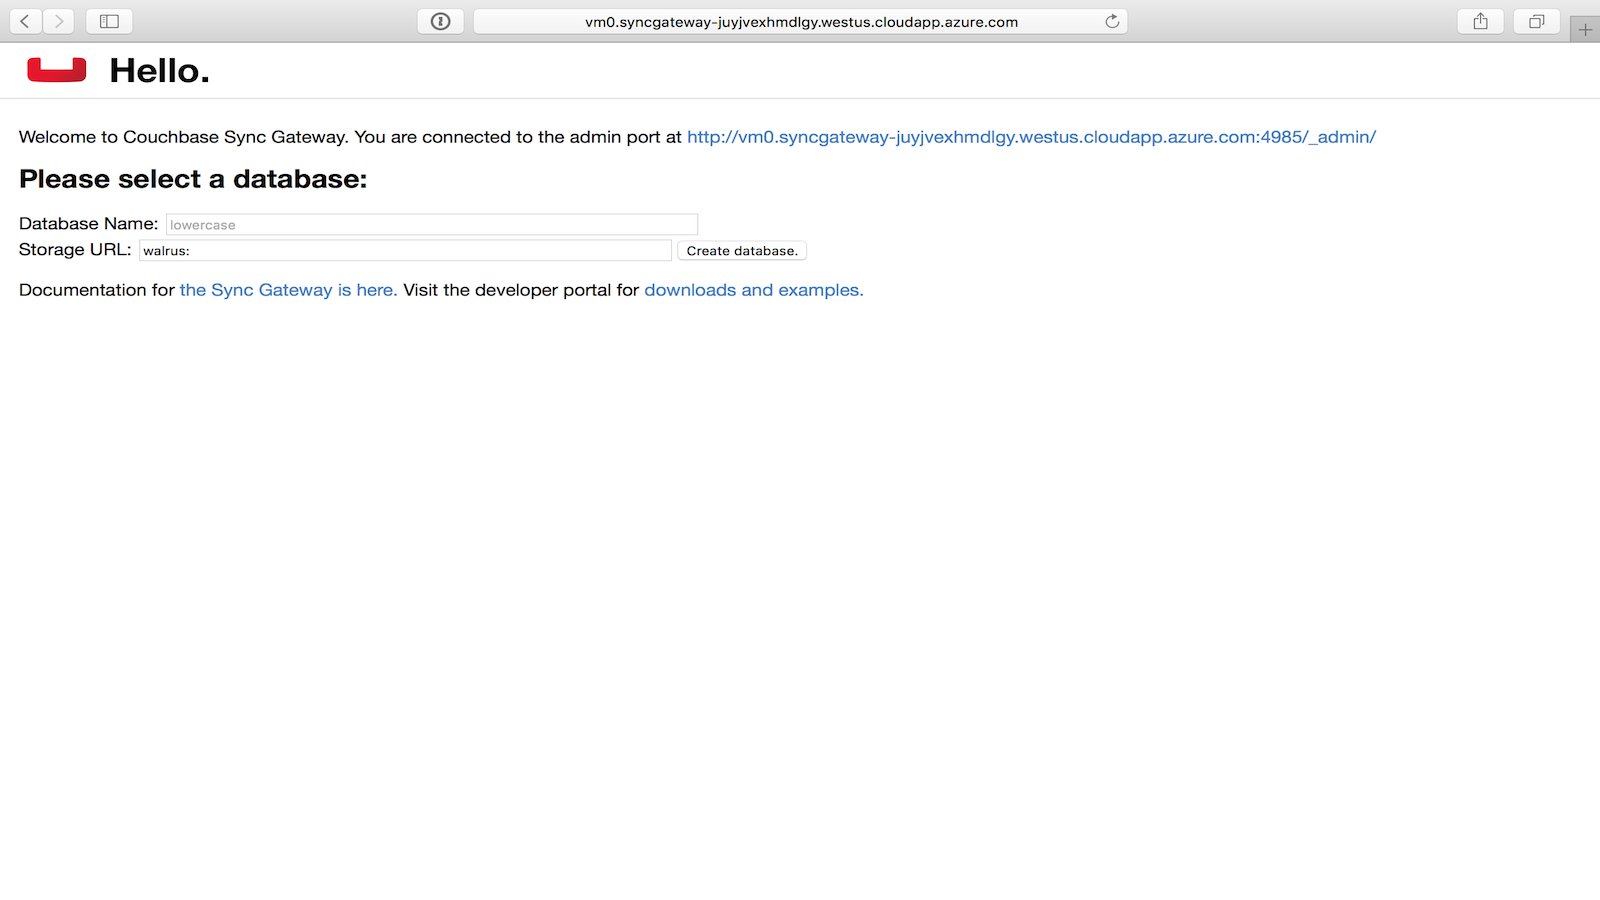 vm0.syncgateway-juyjvexhmdlgy.westus.cloudapp.azure.com
Hello.
Welcome to Couchbase Sync Gateway. You are connected to the admin port at http://vm0.syncgateway-juyjvexhmdlgy.westus.cloudapp.azure.com:4985/_admin/
Please select a database:
Database Name: lowercase
Storage URL: walrus: Create database.
Documentation for the Sync Gateway is here. Visit the developer portal for downloads and examples.